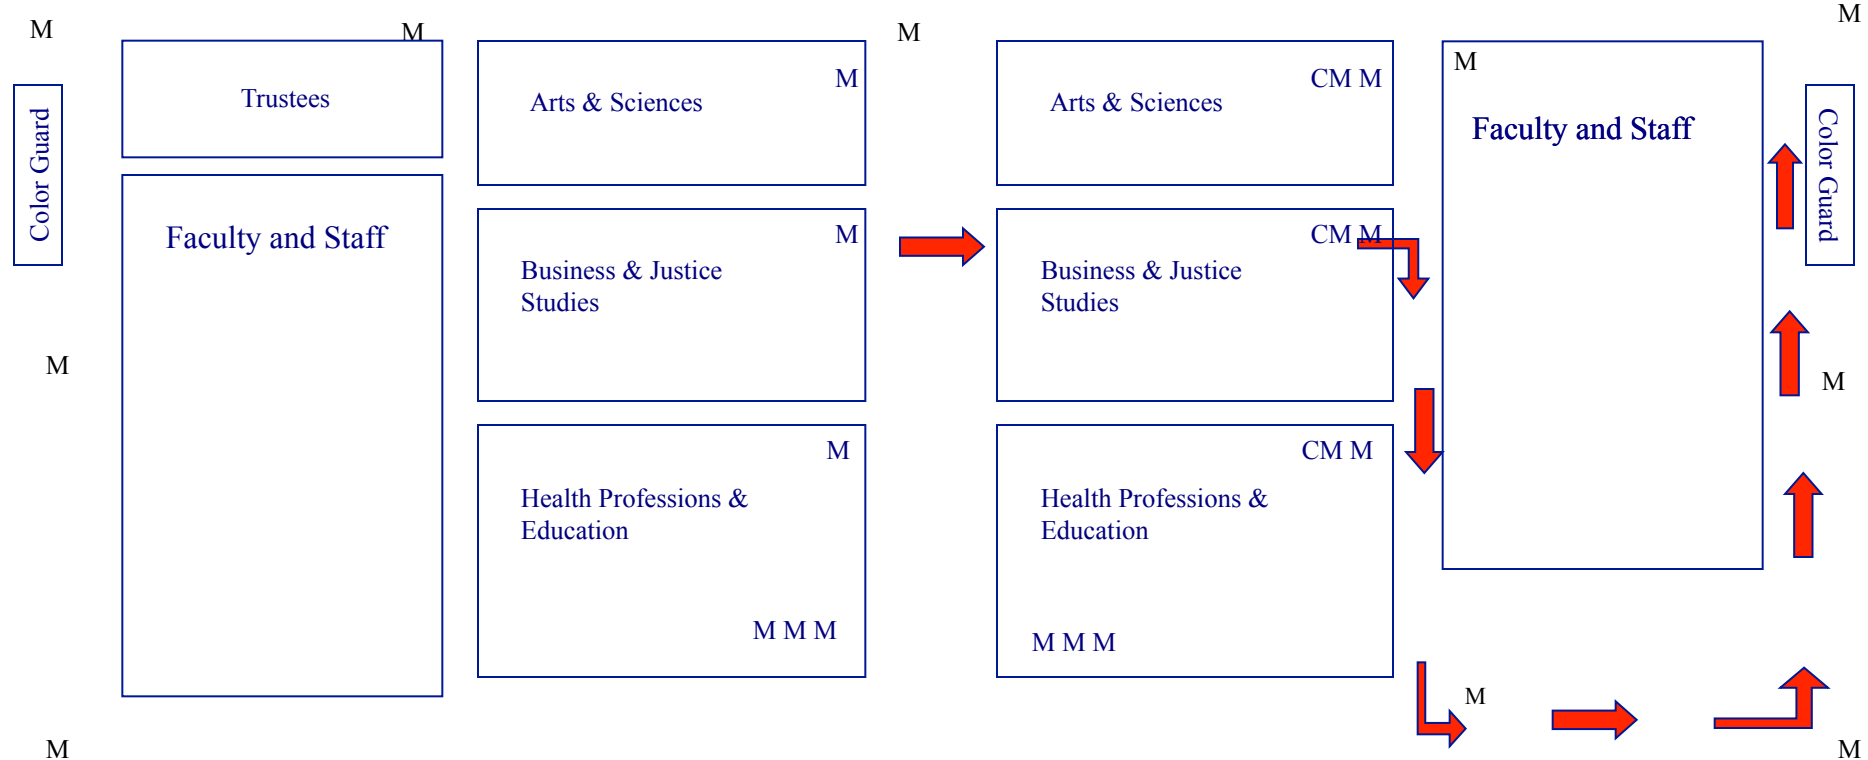 M
M
M
M
Color Guard
Trustees
Faculty and Staff
M
M
Arts & Sciences
M
Business & Justice
Studies
M
M
Health Professions &
Education
M M M
M
Arts & Sciences
CM M
Business & Justice
Studies
CM M
Health Professions &
Education
CM M
M M M
M
Faculty and Staff
Color Guard
M
M
M